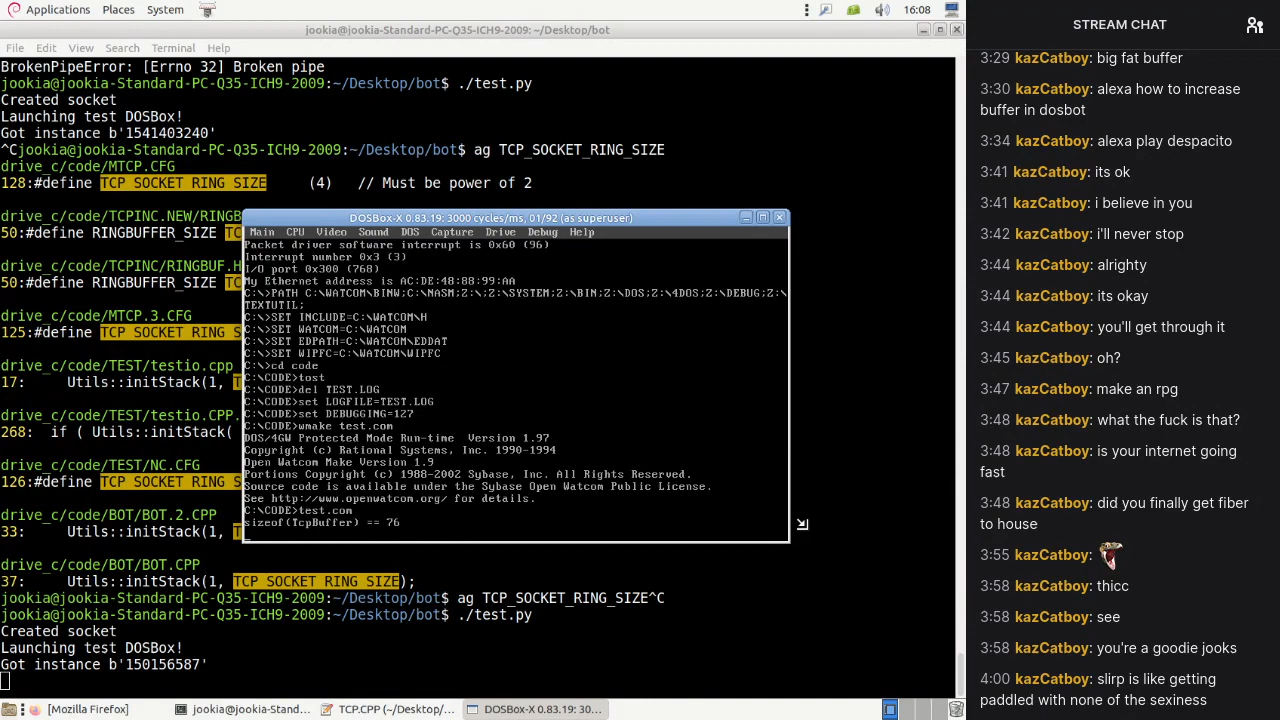 Applications Places System 16:08
jookia@jookia-Standard-PC-Q35-ICH9-2009: ~/Desktop/bot
File Edit View Search Terminal Help
BrokenPipeError: [Errno 32] Broken pipe
jookia@jookia-Standard-PC-Q35-ICH9-2009:~/Desktop/bot$ ./test.py
Created socket
Launching test DOSBox!
Got instance b'1541403240'
^Cjookia@jookia-Standard-PC-Q35-ICH9-2009:~/Desktop/bot$ ag TCP_SOCKET_RING_SIZE
drive_c/code/MTCP.CFG
128:#define TCP_SOCKET_RING_SIZE (4) // Must be power of 2
drive_c/code/TCPINC.NEW/RINGB
50:#define RINGBUFFER_SIZE TC
drive_c/code/TCPINC/RINGBUF.H
50:#define RINGBUFFER_SIZE TC
drive_c/code/MTCP.3.CFG
125:#define TCP_SOCKET_RING_S
drive_c/code/TEST/testio.cpp
17: Utils::initStack(1, T
drive_c/code/TEST/testio.CPP.
268: if ( Utils::initStack(
drive_c/code/TEST/NC.CFG
126:#define TCP_SOCKET_RING_S
drive_c/code/BOT/BOT.2.CPP
33: Utils::initStack(1, T
drive_c/code/BOT/BOT.CPP
37: Utils::initStack(1, TCP_SOCKET_RING_SIZE);
jookia@jookia-Standard-PC-Q35-ICH9-2009:~/Desktop/bot$ ag TCP_SOCKET_RING_SIZE^C
jookia@jookia-Standard-PC-Q35-ICH9-2009:~/Desktop/bot$ ./test.py
Created socket
Launching test DOSBox!
Got instance b'150156587'
DOSBox-X 0.83.19: 3000 cycles/ms, 01/92 (as superuser)
Main CPU Video Sound DOS Capture Drive Debug Help
Packet driver software interrupt is 0x60 (96)
Interrupt number 0x3 (3)
I/O port 0x300 (768)
My Ethernet address is AC:DE:48:88:99:AA
C:\>PATH C:\WATCOM\BINW;C:\NASM;Z:\;Z:\SYSTEM;Z:\BIN;Z:\DOS;Z:\4DOS;Z:\DEBUG;Z:\
TEXTUTIL;
C:\>SET INCLUDE=C:\WATCOM\H
C:\>SET WATCOM=C:\WATCOM
C:\>SET EDPATH=C:\WATCOM\EDDAT
C:\>SET WIPFC=C:\WATCOM\WIPFC
C:\>cd code
C:\CODE>tost
C:\CODE>del TEST.LOG
C:\CODE>set LOGFILE=TEST.LOG
C:\CODE>set DEBUGGING=127
C:\CODE>wmake test.com
DOS/4GW Protected Mode Run-time Version 1.97
Copyright (c) Rational Systems, Inc. 1990-1994
Open Watcom Make Version 1.9
Portions Copyright (c) 1988-2002 Sybase, Inc. All Rights Reserved.
Source code is available under the Sybase Open Watcom Public License.
See http://www.openwatcom.org/ for details.
C:\CODE>test.com
sizeof(TcpBuffer) == 76
[Mozilla Firefox] jookia@jookia-Standa... TCP.CPP (~/Desktop/... DOSBox-X 0.83.19: 30...
STREAM CHAT
3:29 kazCatboy: big fat buffer
3:30 kazCatboy: alexa how to increase
buffer in dosbot
3:34 kazCatboy: alexa play despacito
3:41 kazCatboy: its ok
3:41 kazCatboy: i believe in you
3:42 kazCatboy: i'll never stop
3:44 kazCatboy: alrighty
3:44 kazCatboy: its okay
3:44 kazCatboy: you'll get through it
3:45 kazCatboy: oh?
3:47 kazCatboy: make an rpg
3:48 kazCatboy: what the fuck is that?
3:48 kazCatboy: is your internet going
fast
3:48 kazCatboy: did you finally get fiber
to house
3:55 kazCatboy:
3:58 kazCatboy: thicc
3:58 kazCatboy: see
3:58 kazCatboy: you're a goodie jooks
4:00 kazCatboy: slirp is like getting
paddled with none of the sexiness